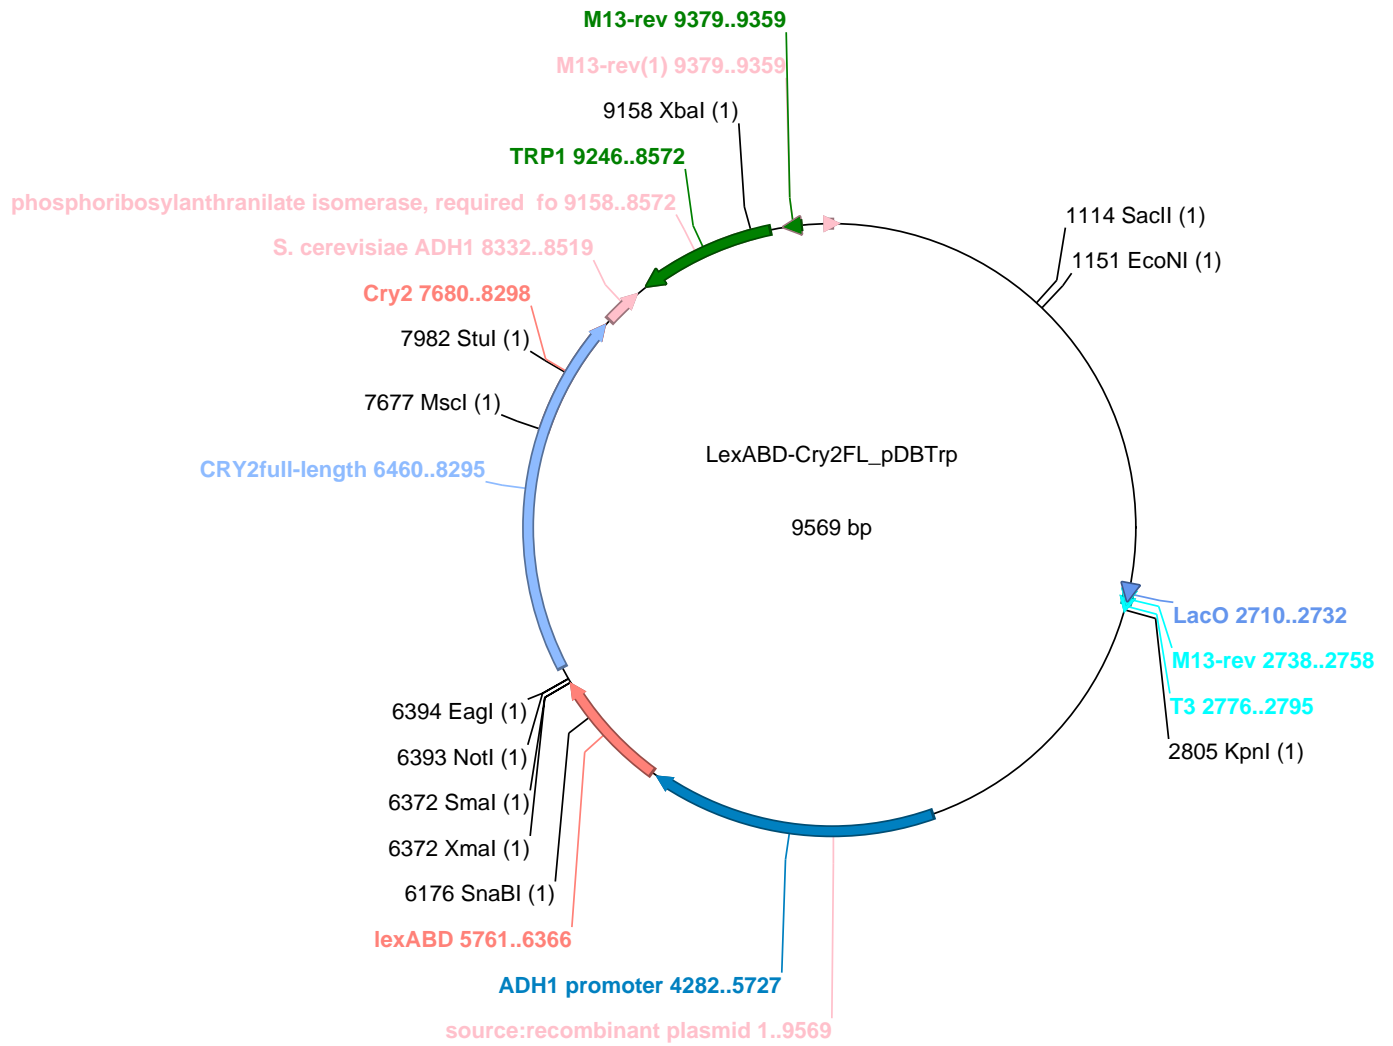 M13-rev 9379..9359
M13-rev(1) 9379..9359
9158 XbaI (1)
TRP1 9246..8572
phosphoribosylanthranilate isomerase, required  fo 9158..8572
S. cerevisiae ADH1 8332..8519
Cry2 7680..8298
7982 StuI (1)
7677 MscI (1)
CRY2full-length 6460..8295
1114 SacII (1)
1151 EcoNI (1)
LexABD-Cry2FL_pDBTrp
9569 bp
LacO 2710..2732
M13-rev 2738..2758
T3 2776..2795
2805 KpnI (1)
6394 EagI (1)
6393 NotI (1)
6372 SmaI (1)
6372 XmaI (1)
6176 SnaBI (1)
lexABD 5761..6366
ADH1 promoter 4282..5727
source:recombinant plasmid 1..9569